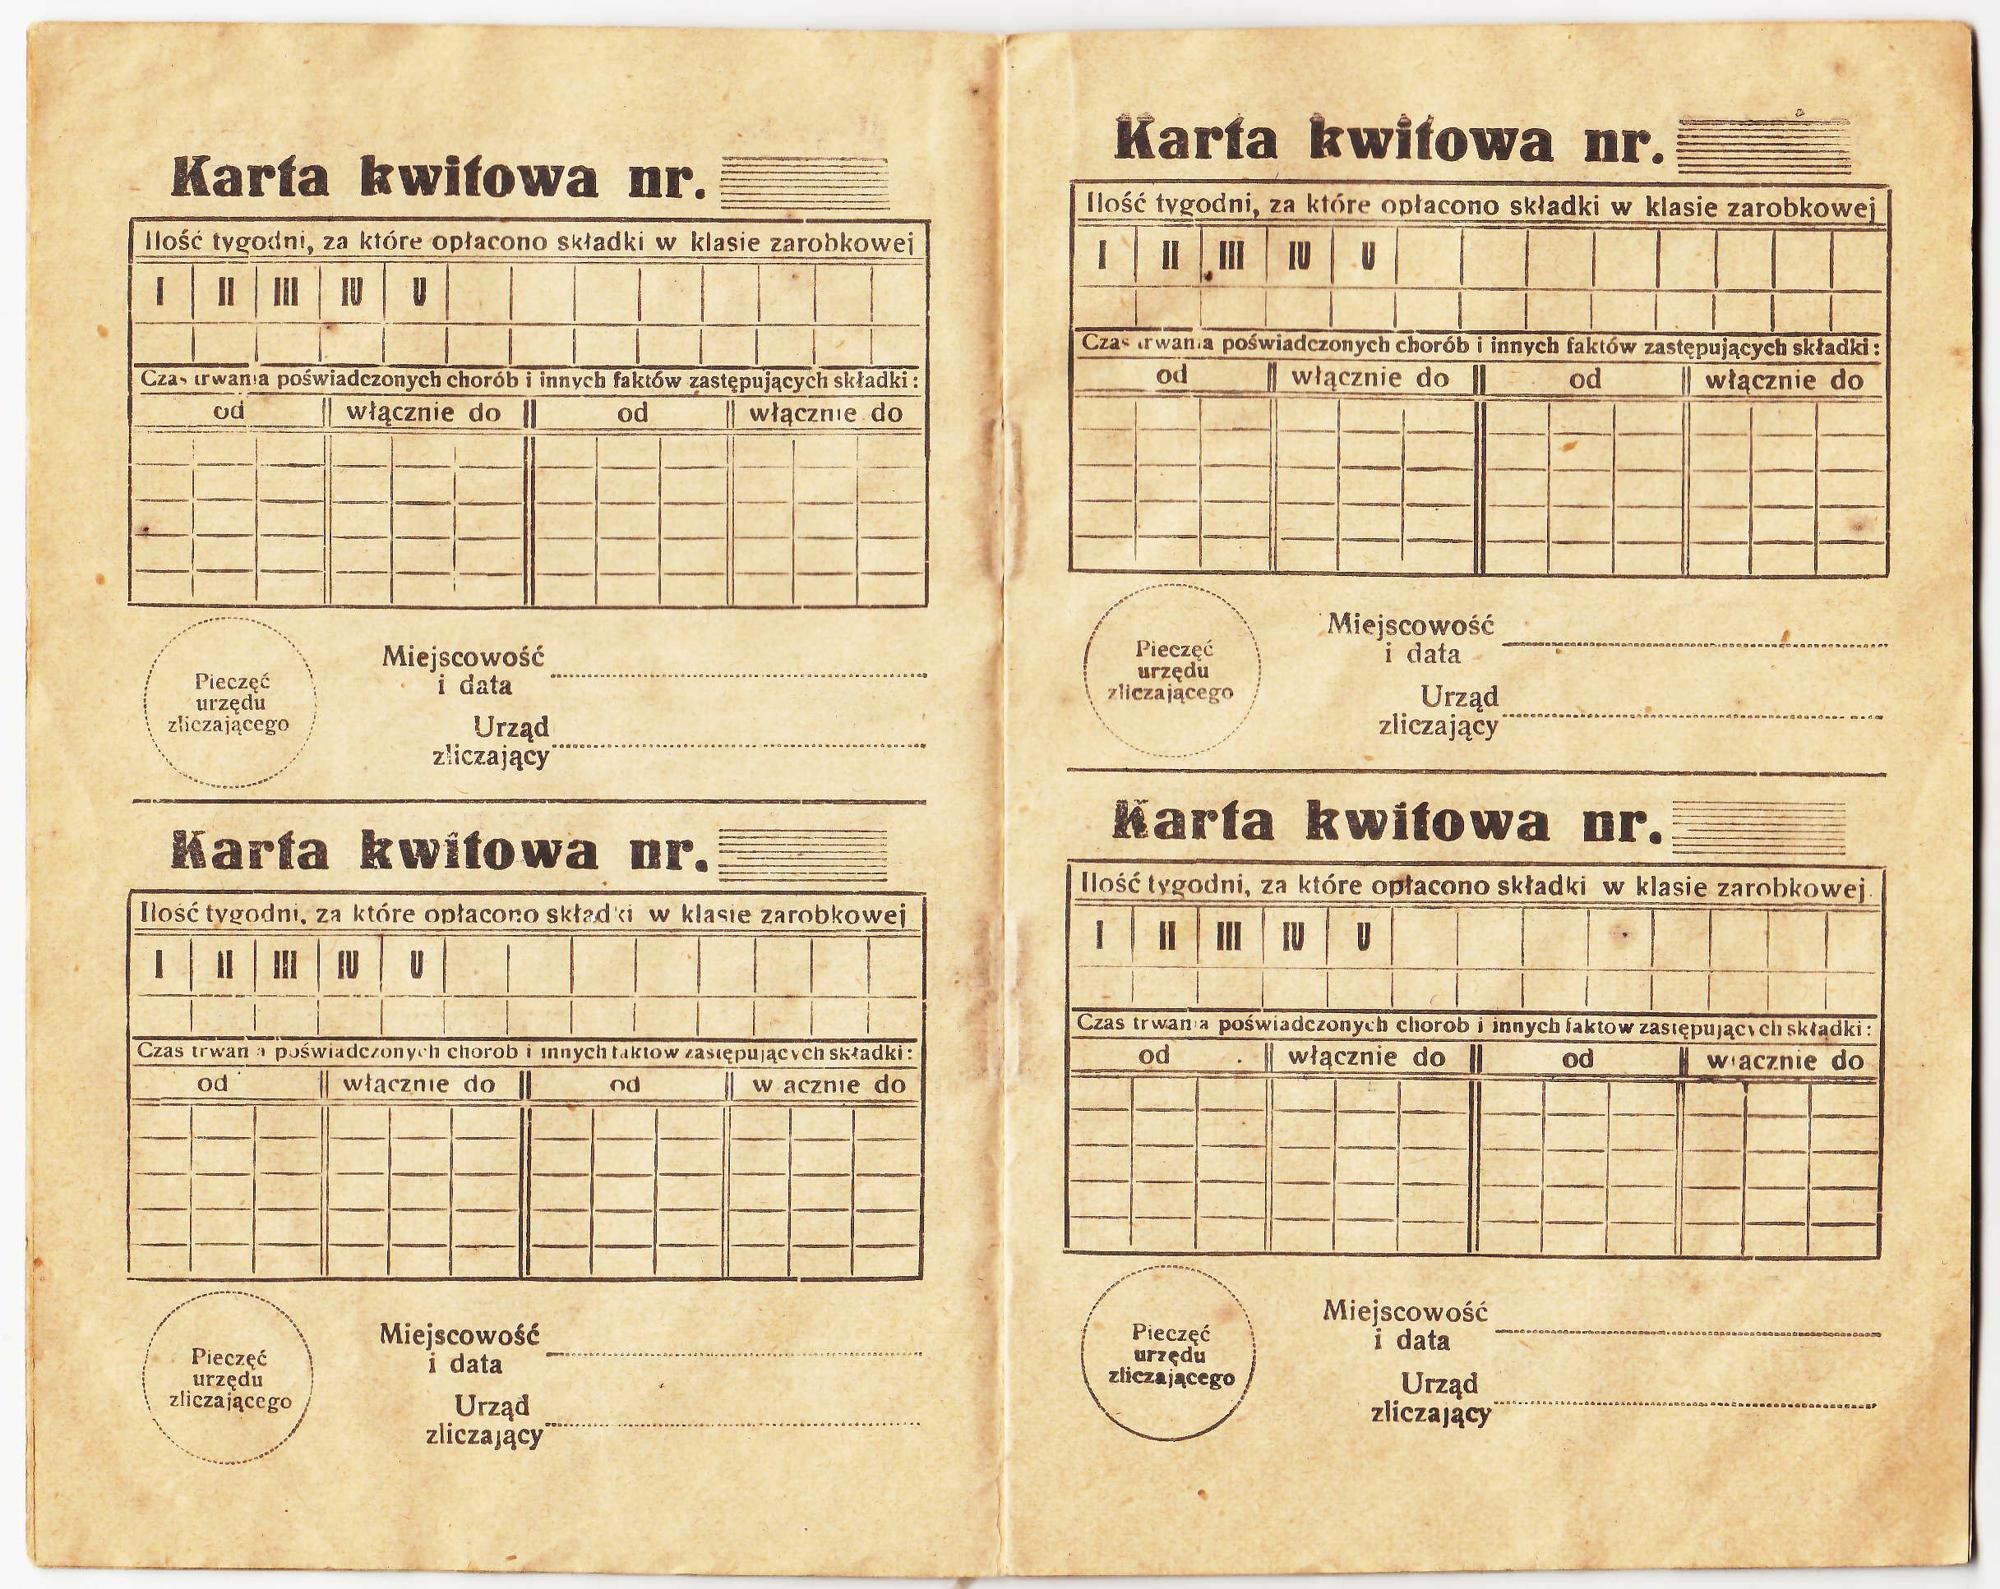 Karta kwitowa nr.
Ilość tygodni, za które opłacono składki w klasie zarobkowej
I II III IV V
Czas trwania poświadczonych chorób i innych faktów zastępujących składki:
od włącznie do od włącznie do
Pieczęć
urzędu
zliczającego
Miejscowość
i data
Urząd
zliczający
Karta kwitowa nr.
Ilość tygodni, za które opłacono składki w klasie zarobkowej
I II III IV V
Czas trwania poświadczonych chorob i innych faktow zastępujących składki:
od włącznie do od w acznie do
Pieczęć
urzędu
zliczającego
Miejscowość
i data
Urząd
zliczający
Karta kwitowa nr.
Ilość tygodni, za które opłacono składki w klasie zarobkowej
I II III IV V
Czas trwania poświadczonych chorób i innych faktów zastępujących składki:
od włącznie do od włącznie do
Pieczęć
urzędu
zliczającego
Miejscowość
i data
Urząd
zliczający
Karta kwitowa nr.
Ilość tygodni, za które opłacono składki w klasie zarobkowej.
I II III IV V
Czas trwania poświadczonych chorob i innych faktow zastępujących składki:
od włącznie do od włącznie do
Pieczęć
urzędu
zliczającego
Miejscowość
i data
Urząd
zliczający